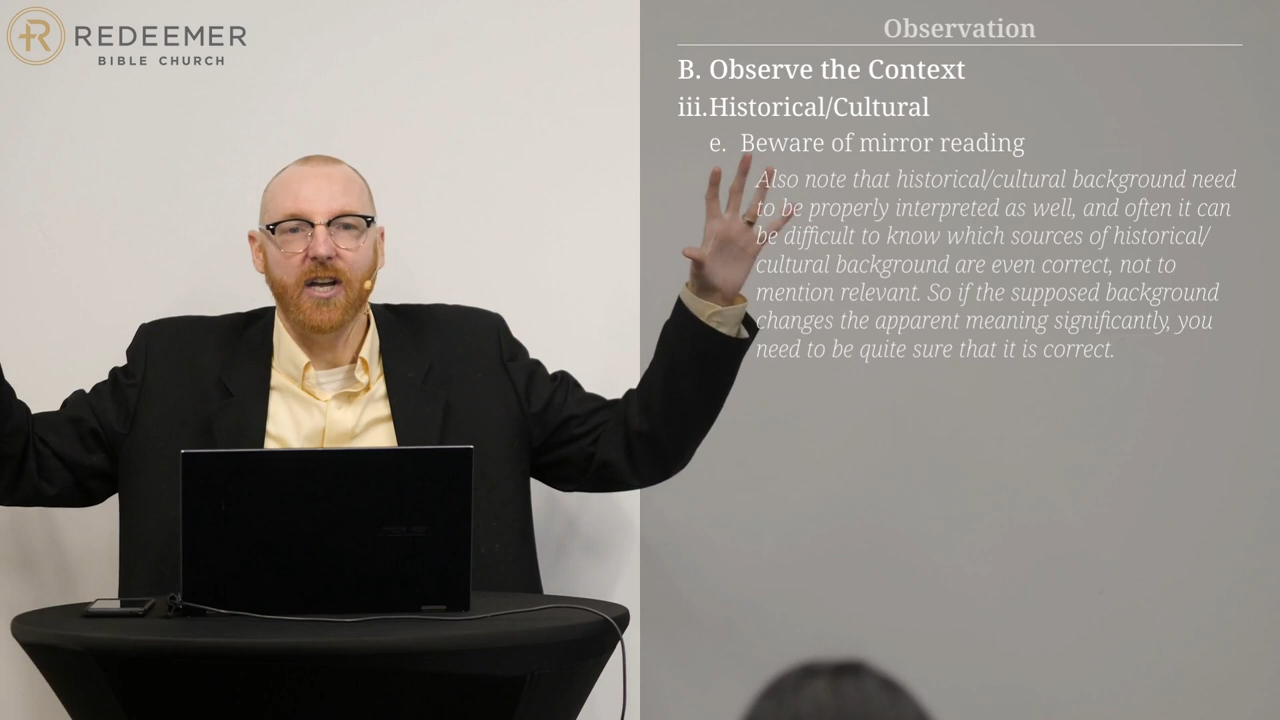 REDEEMER
BIBLE CHURCH
Observation
B. Observe the Context
iii.Historical/Cultural
e. Beware of mirror reading
Also note that historical/cultural background need
to be properly interpreted as well, and often it can
be difficult to know which sources of historical/
cultural background are even correct, not to
mention relevant. So if the supposed background
changes the apparent meaning significantly, you
need to be quite sure that it is correct.